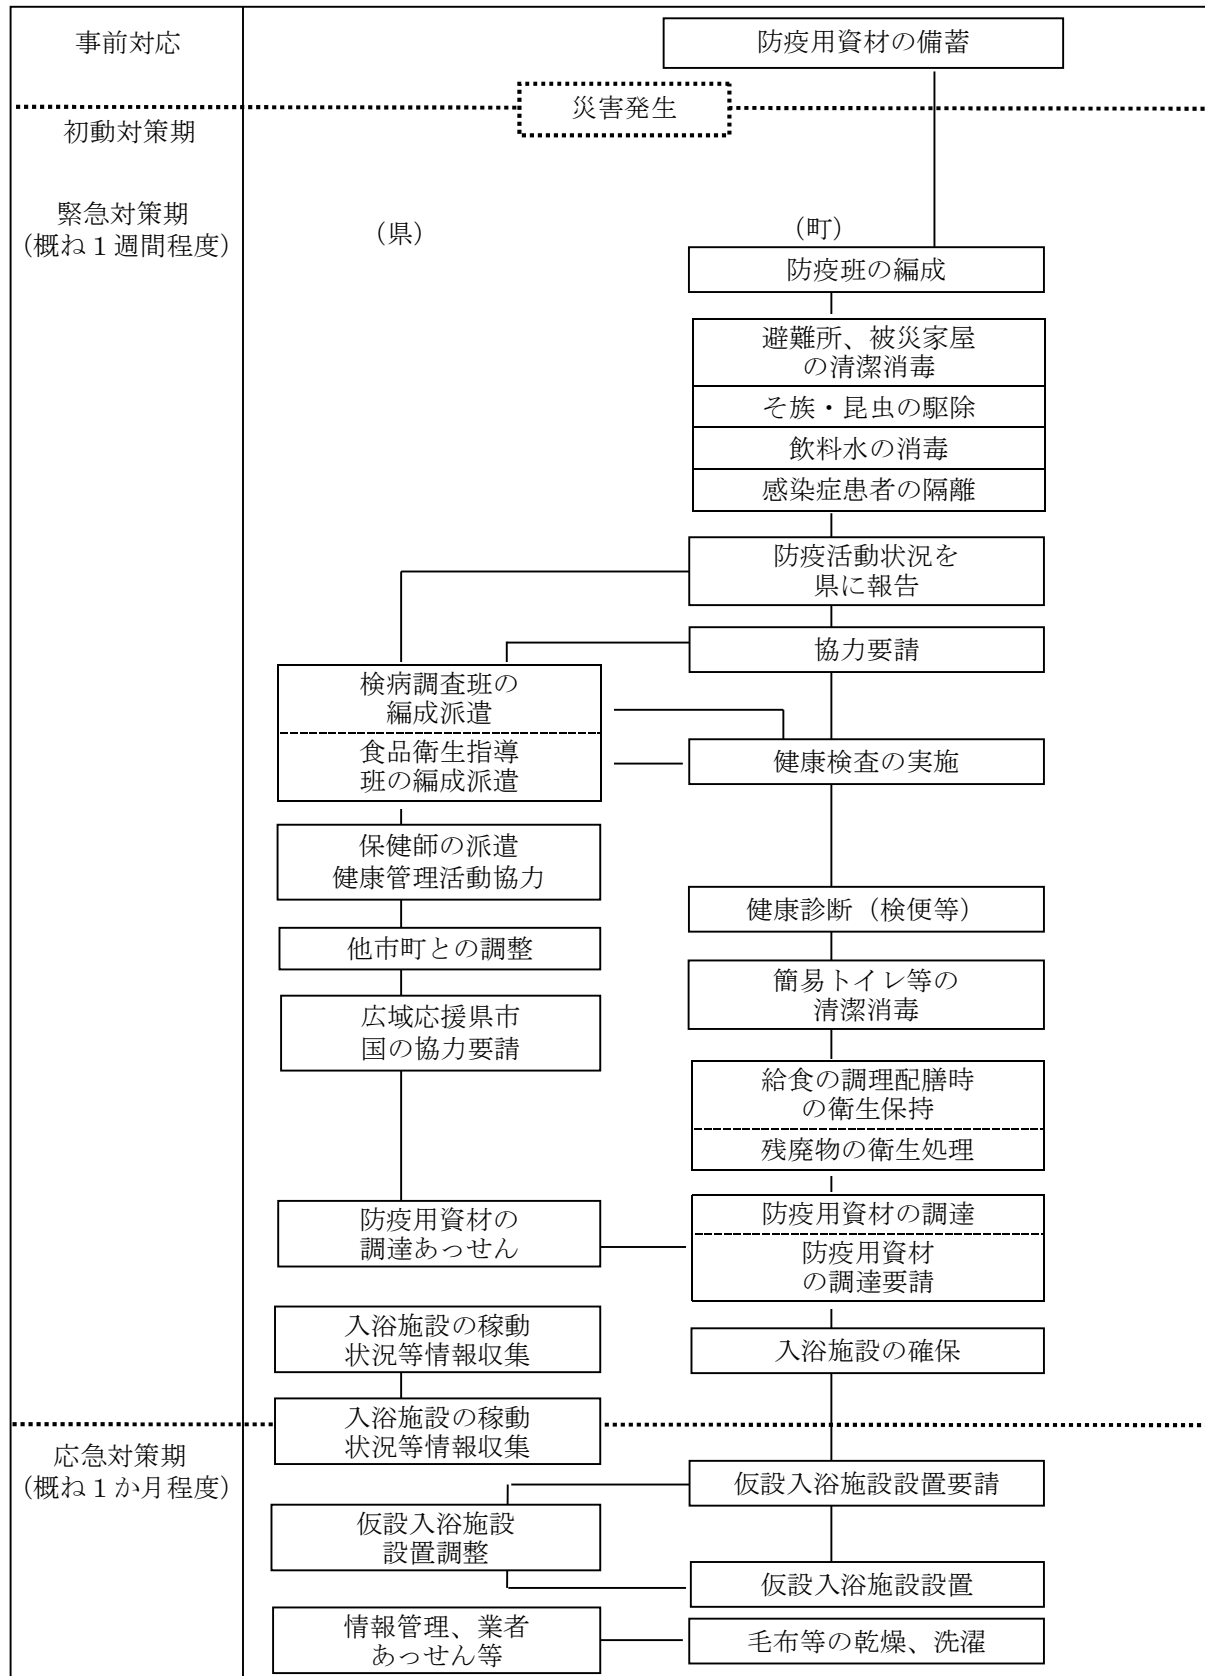 事前対応
防疫用資材の備蓄
災害発生
初動対策期
緊急対策期
(概ね１週間程度)
（県）
（町）
防疫班の編成
避難所、被災家屋
の清潔消毒
そ族・昆虫の駆除
飲料水の消毒
感染症患者の隔離
防疫活動状況を
県に報告
協力要請
検病調査班の
編成派遣
食品衛生指導
班の編成派遣
健康検査の実施
保健師の派遣
健康管理活動協力
健康診断（検便等）
他市町との調整
簡易トイレ等の
清潔消毒
広域応援県市
国の協力要請
給食の調理配膳時
の衛生保持
残廃物の衛生処理
防疫用資材の
調達あっせん
防疫用資材の調達
防疫用資材
の調達要請
入浴施設の稼動
状況等情報収集
入浴施設の確保
入浴施設の稼動
状況等情報収集
応急対策期
(概ね１か月程度)
仮設入浴施設設置要請
仮設入浴施設
設置調整
仮設入浴施設設置
情報管理、業者
あっせん等
毛布等の乾燥、洗濯